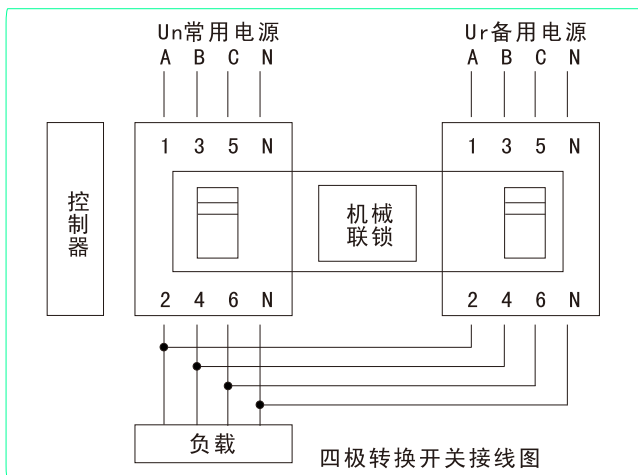 Un常用电源
Ur备用电源
A B C N
A B C N
1 3 5 N
1 3 5 N
控制器
机械
联锁
2 4 6 N
2 4 6 N
负载
四极转换开关接线图